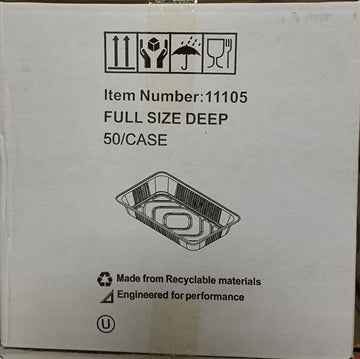 Item Number:11105
FULL SIZE DEEP
50/CASE
Made from Recyclable materials
Engineered for performance
U